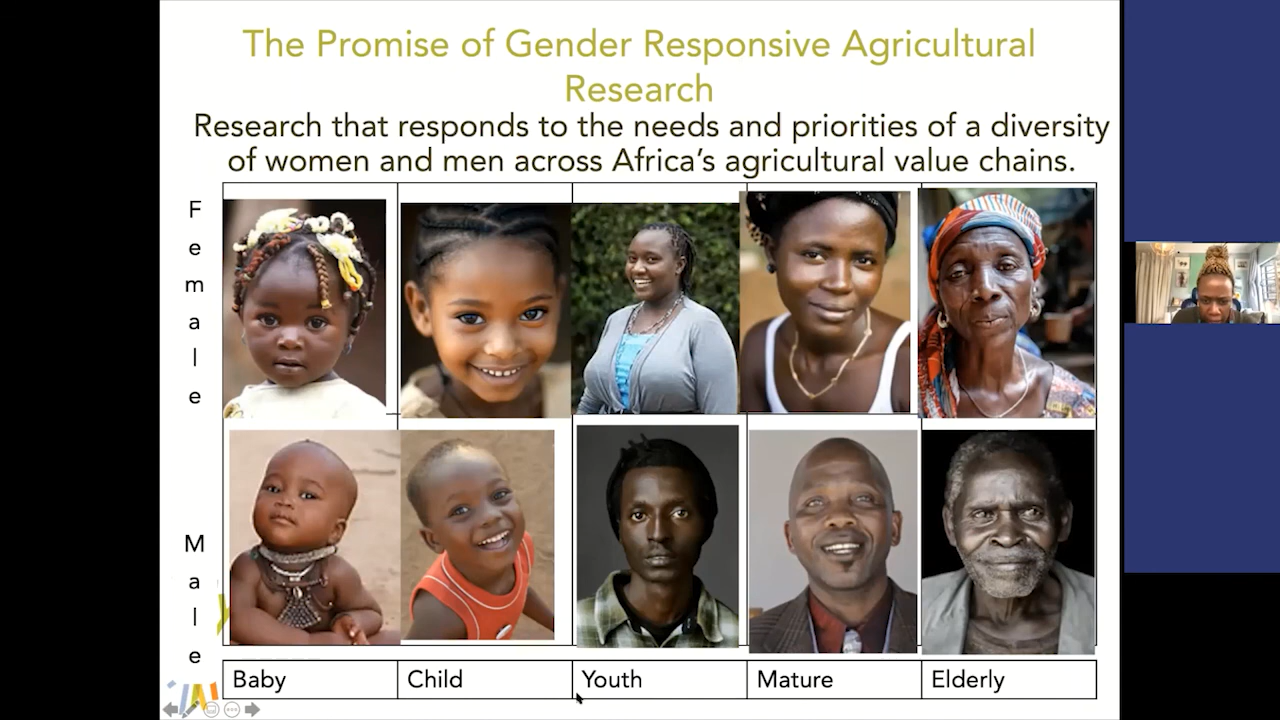 The Promise of Gender Responsive Agricultural
Research
Research that responds to the needs and priorities of a diversity
of women and men across Africa's agricultural value chains.
F
e
m
a
l
e
M
a
l
e
Baby
Child
Youth
Mature
Elderly